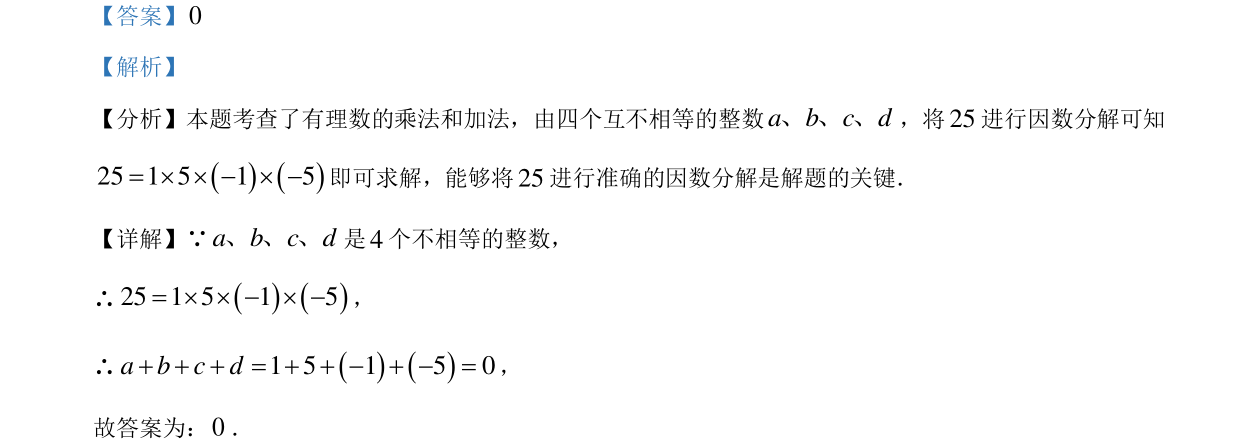 【答案】0
【解析】
【分析】本题考查了有理数的乘法和加法，由四个互不相等的整数a、b、c、d，将25进行因数分解可知
25=1×5×(−1)×(−5)即可求解，能够将25进行准确的因数分解是解题的关键．
【详解】∵a、b、c、d是4个不相等的整数，
∴25=1×5×(−1)×(−5)，
∴a+b+c+d=1+5+(−1)+(−5)=0，
故答案为：0．